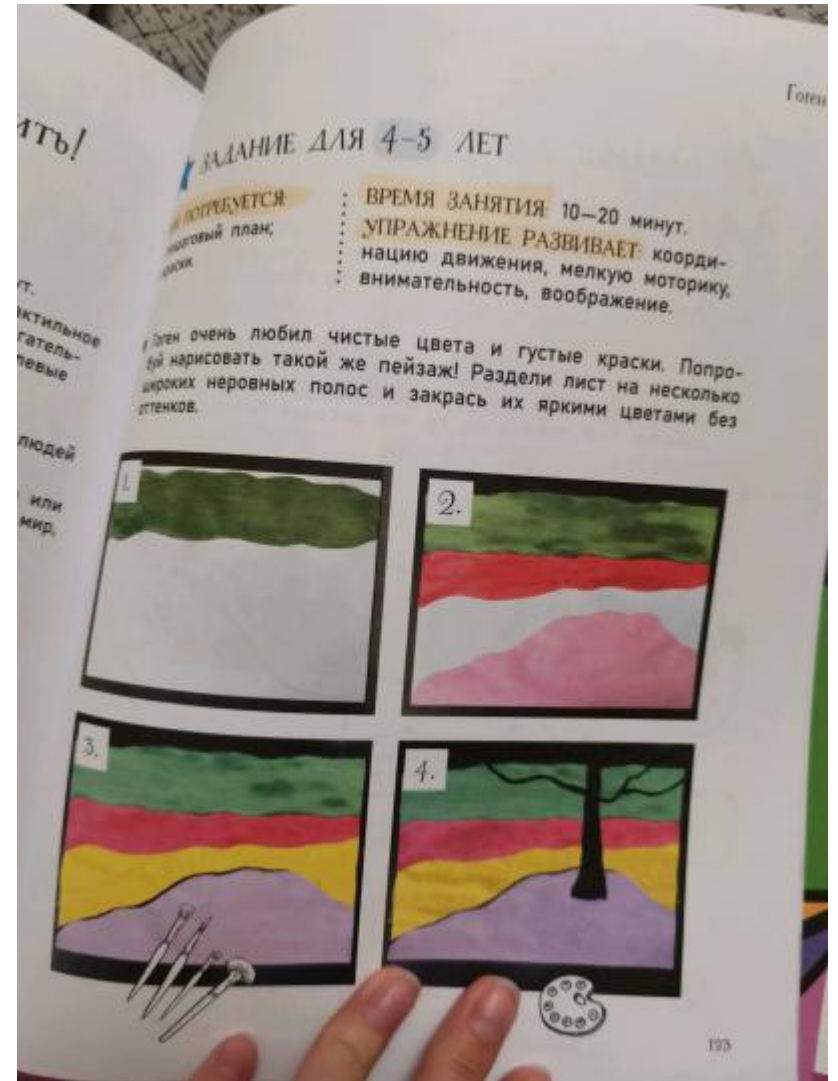 Гоген
ить!
ЗАДАНИЕ ДЛЯ 4–5 ЛЕТ
ПОТРЕБУЕТСЯ:
план;
ВРЕМЯ ЗАНЯТИЯ: 10—20 минут.
УПРАЖНЕНИЕ РАЗВИВАЕТ: коорди-
нацию движения, мелкую моторику,
внимательность, воображение.
Гоген очень любил чистые цвета и густые краски. Попро-
буй нарисовать такой же пейзаж! Раздели лист на несколько
широких неровных полос и закрась их яркими цветами без
оттенков.
людей
или
мир,
1.
2.
3.
4.
193